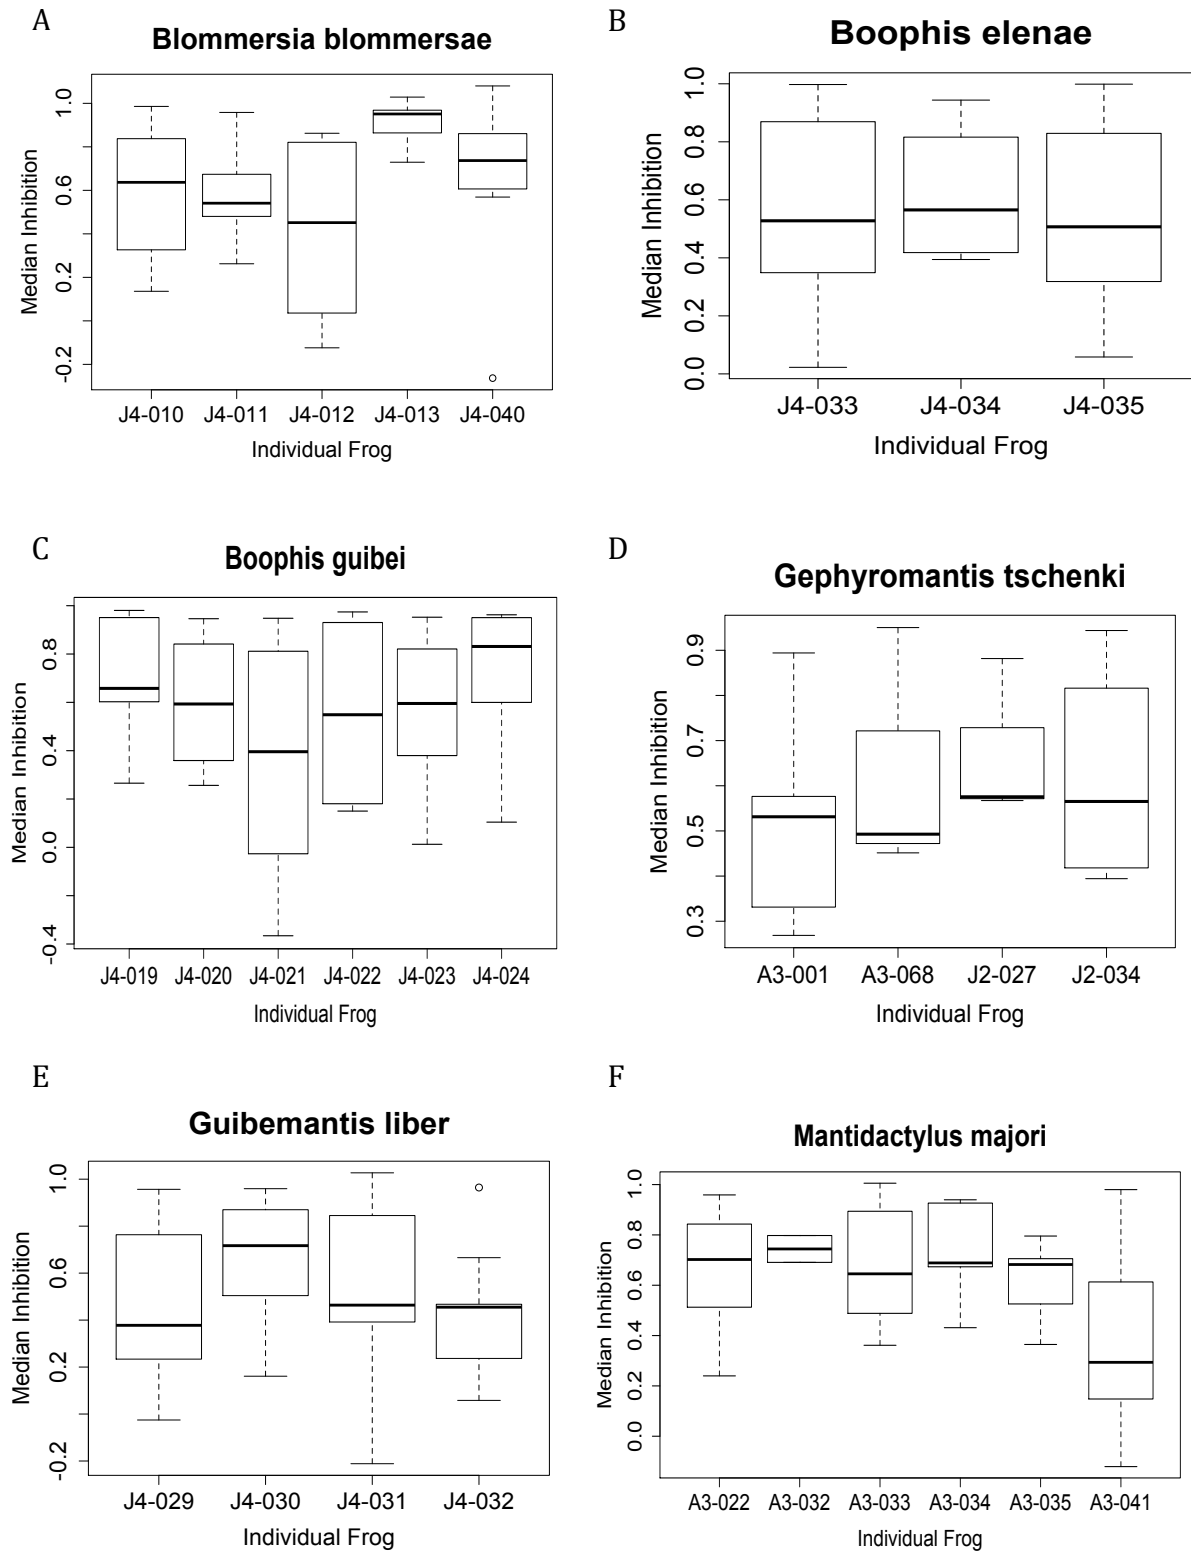 A
Blommersia blommersae
Median Inhibition
-0.2 0.2 0.6 1.0
J4-010 J4-011 J4-012 J4-013 J4-040
Individual Frog
B
Boophis elenae
Median Inhibition
0.0 0.2 0.4 0.6 0.8 1.0
J4-033 J4-034 J4-035
Individual Frog
C
Boophis guibei
Median Inhibition
-0.4 0.0 0.4 0.8
J4-019 J4-020 J4-021 J4-022 J4-023 J4-024
Individual Frog
D
Gephyromantis tschenki
Median Inhibition
0.3 0.5 0.7 0.9
A3-001 A3-068 J2-027 J2-034
Individual Frog
E
Guibemantis liber
Median Inhibition
-0.2 0.2 0.6 1.0
J4-029 J4-030 J4-031 J4-032
Individual Frog
F
Mantidactylus majori
Median Inhibition
0.0 0.2 0.4 0.6 0.8 1.0
A3-022 A3-032 A3-033 A3-034 A3-035 A3-041
Individual Frog